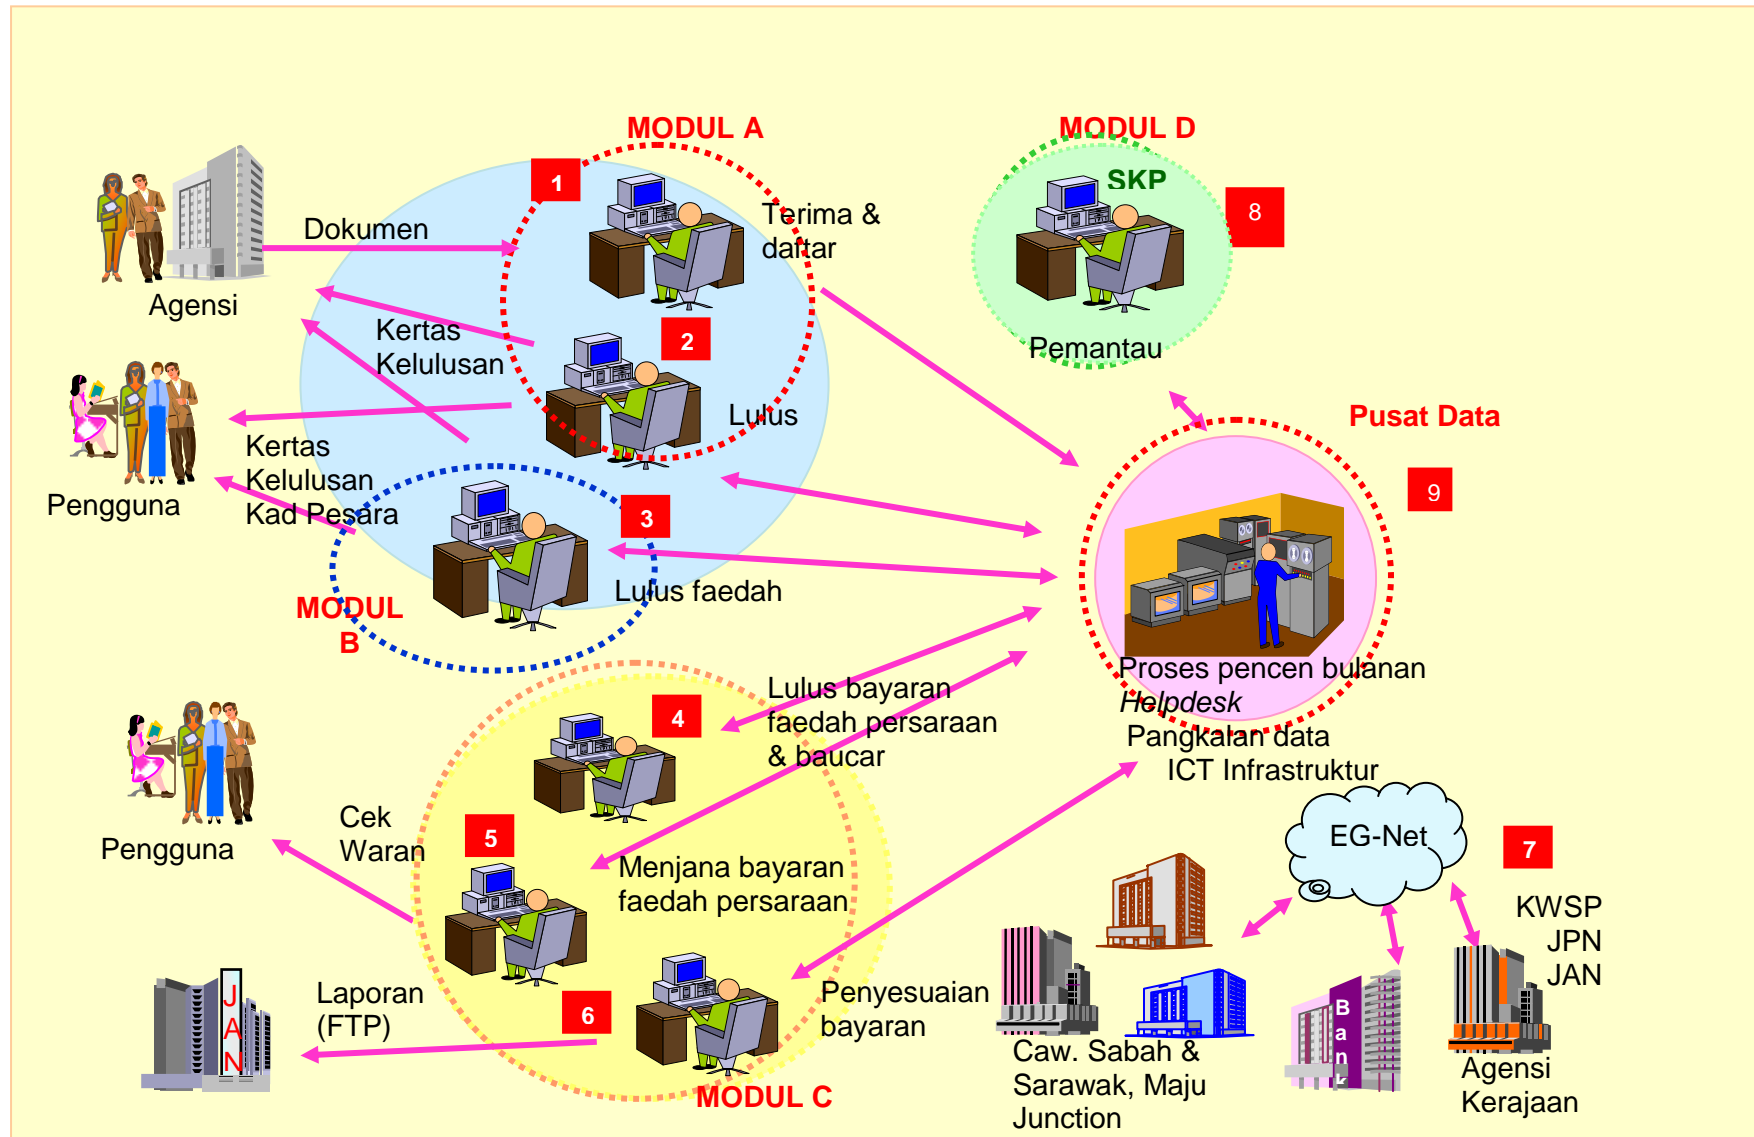 MODUL A
MODUL D
1
SKP
8
Terima &
daftar
Dokumen
Agensi
Kertas
Kelulusan
2
Pemantau
Lulus
Pusat Data
Kertas
Kelulusan
Kad Pesara
Pengguna
9
3
Lulus faedah
MODUL
B
Proses pencen bulanan
Helpdesk
Pangkalan data
ICT Infrastruktur
4
Lulus bayaran
faedah persaraan
& baucar
Cek
Waran
Pengguna
5
Menjana bayaran
faedah persaraan
EG-Net
7
KWSP
JPN
JAN
JAN
Laporan
(FTP)
6
Penyesuaian
bayaran
MODUL C
Caw. Sabah &
Sarawak, Maju
Junction
Bank
Agensi
Kerajaan